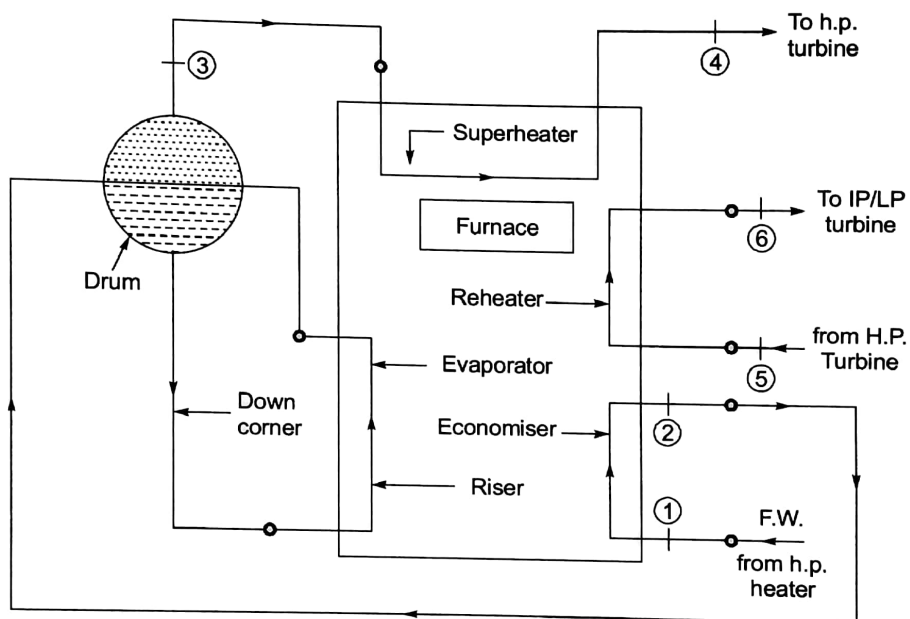 To h.p.
turbine
③
④
Superheater
Furnace
To IP/LP
turbine
⑥
Drum
Reheater
from H.P.
Turbine
⑤
Evaporator
Down
corner
Economiser
②
Riser
①
F.W.
from h.p.
heater